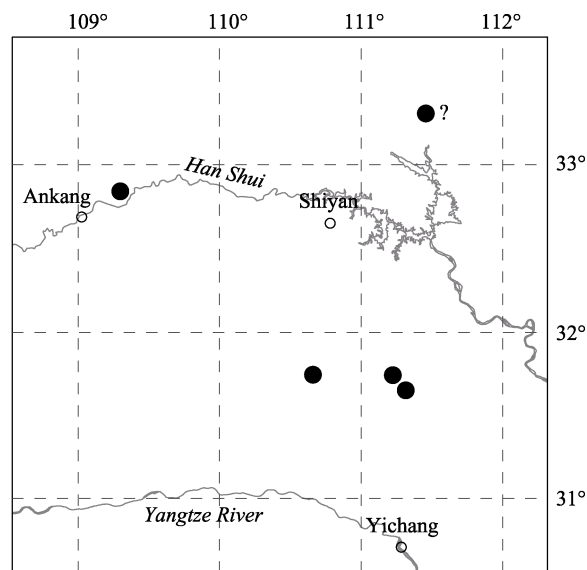 109° 110° 111° 112°
?
33°
Han Shui
Ankang
Shiyan
32°
31°
Yangtze River
Yichang